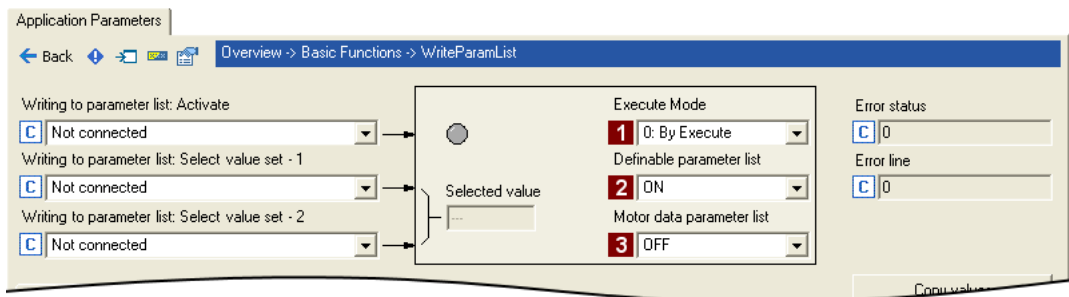 Application Parameters
Back
Overview -> Basic Functions -> WriteParamList
Writing to parameter list: Activate
C Not connected
Writing to parameter list: Select value set - 1
C Not connected
Writing to parameter list: Select value set - 2
C Not connected
Selected value
---
Execute Mode
1 0: By Execute
Definable parameter list
2 ON
Motor data parameter list
3 OFF
Error status
C 0
Error line
C 0
Copy